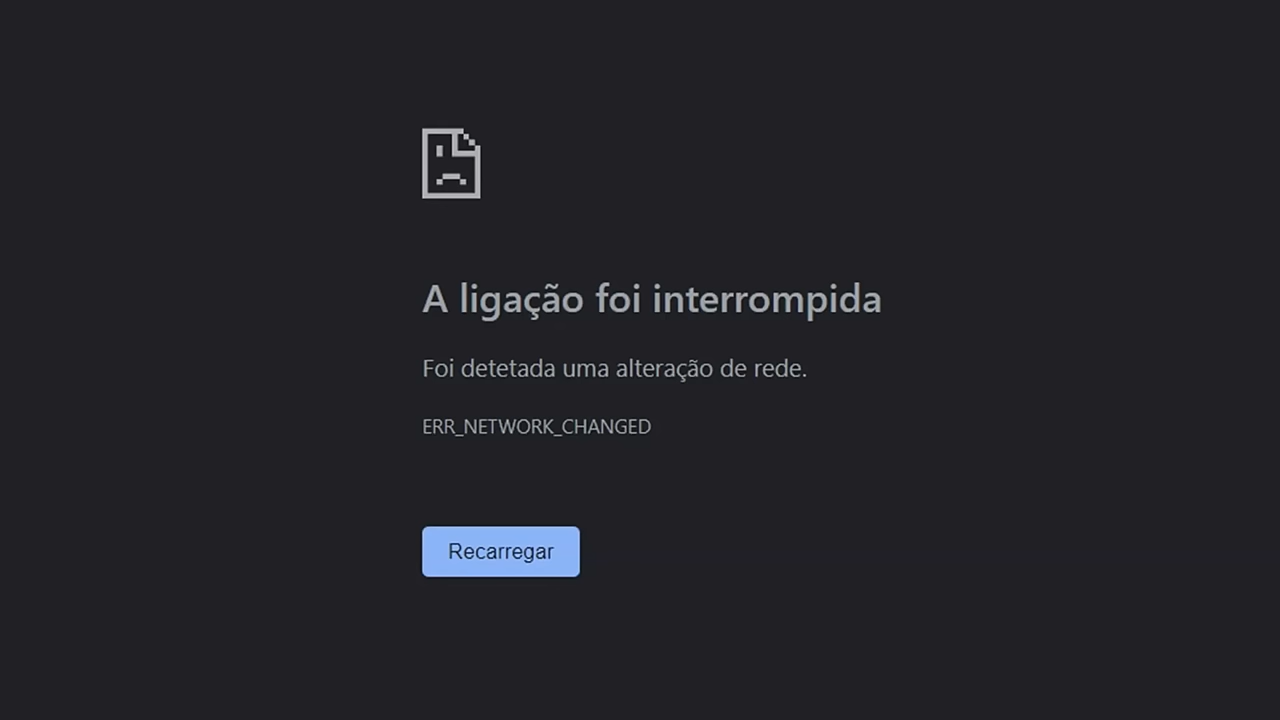 A ligação foi interrompida
Foi detetada uma alteração de rede.
ERR_NETWORK_CHANGED
Recarregar